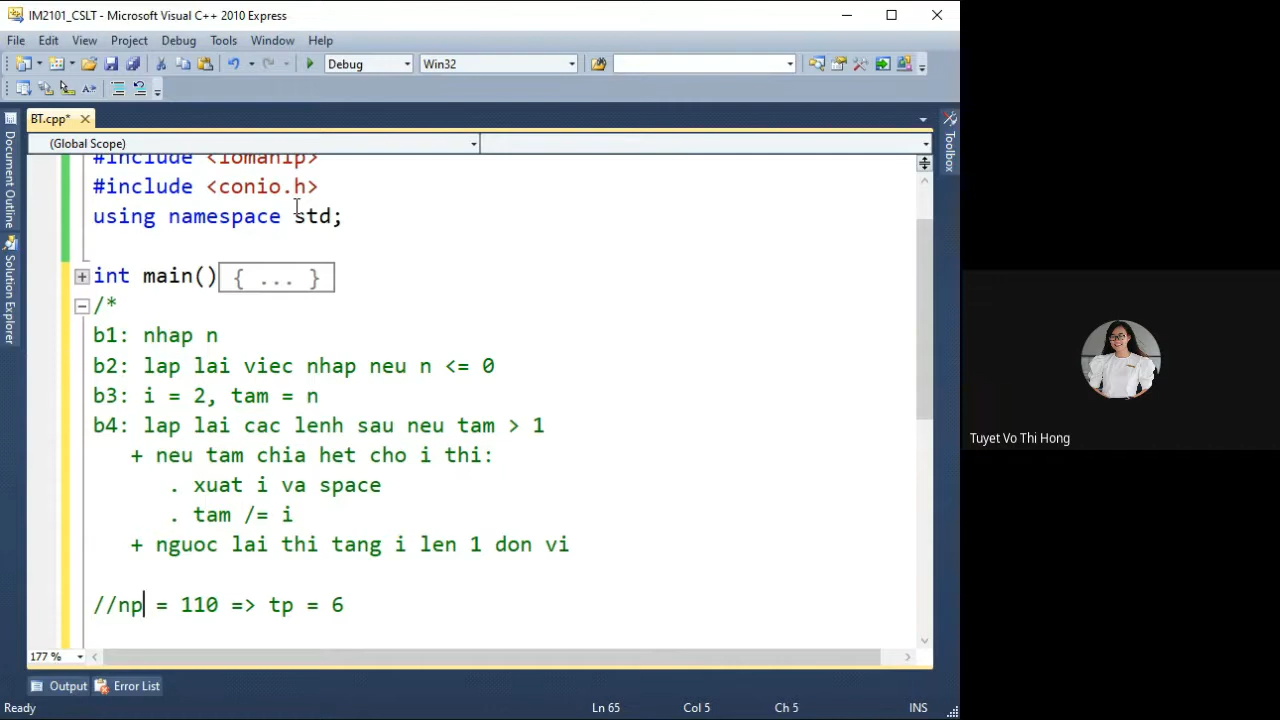 IM2101_CSLT - Microsoft Visual C++ 2010 Express
File Edit View Project Debug Tools Window Help
Debug Win32
BT.cpp*
(Global Scope)
#include <iomanip>
#include <conio.h>
using namespace std;
int main() { ... }
/*
b1: nhap n
b2: lap lai viec nhap neu n <= 0
b3: i = 2, tam = n
b4: lap lai cac lenh sau neu tam > 1
+ neu tam chia het cho i thi:
. xuat i va space
. tam /= i
+ nguoc lai thi tang i len 1 don vi
//np = 110 => tp = 6
177 %
Output Error List
Ready Ln 65 Col 5 Ch 5 INS
Document Outline
Solution Explorer
Toolbox
Tuyet Vo Thi Hong